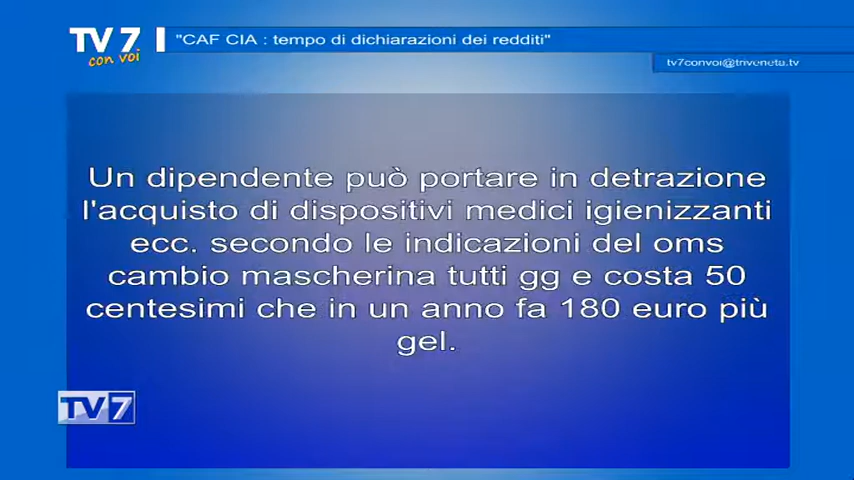 TV7
con voi
"CAF CIA : tempo di dichiarazioni dei redditi"
tv7convoi@triveneta.tv
Un dipendente può portare in detrazione
l'acquisto di dispositivi medici igienizzanti
ecc. secondo le indicazioni del oms
cambio mascherina tutti gg e costa 50
centesimi che in un anno fa 180 euro più
gel.
TV7